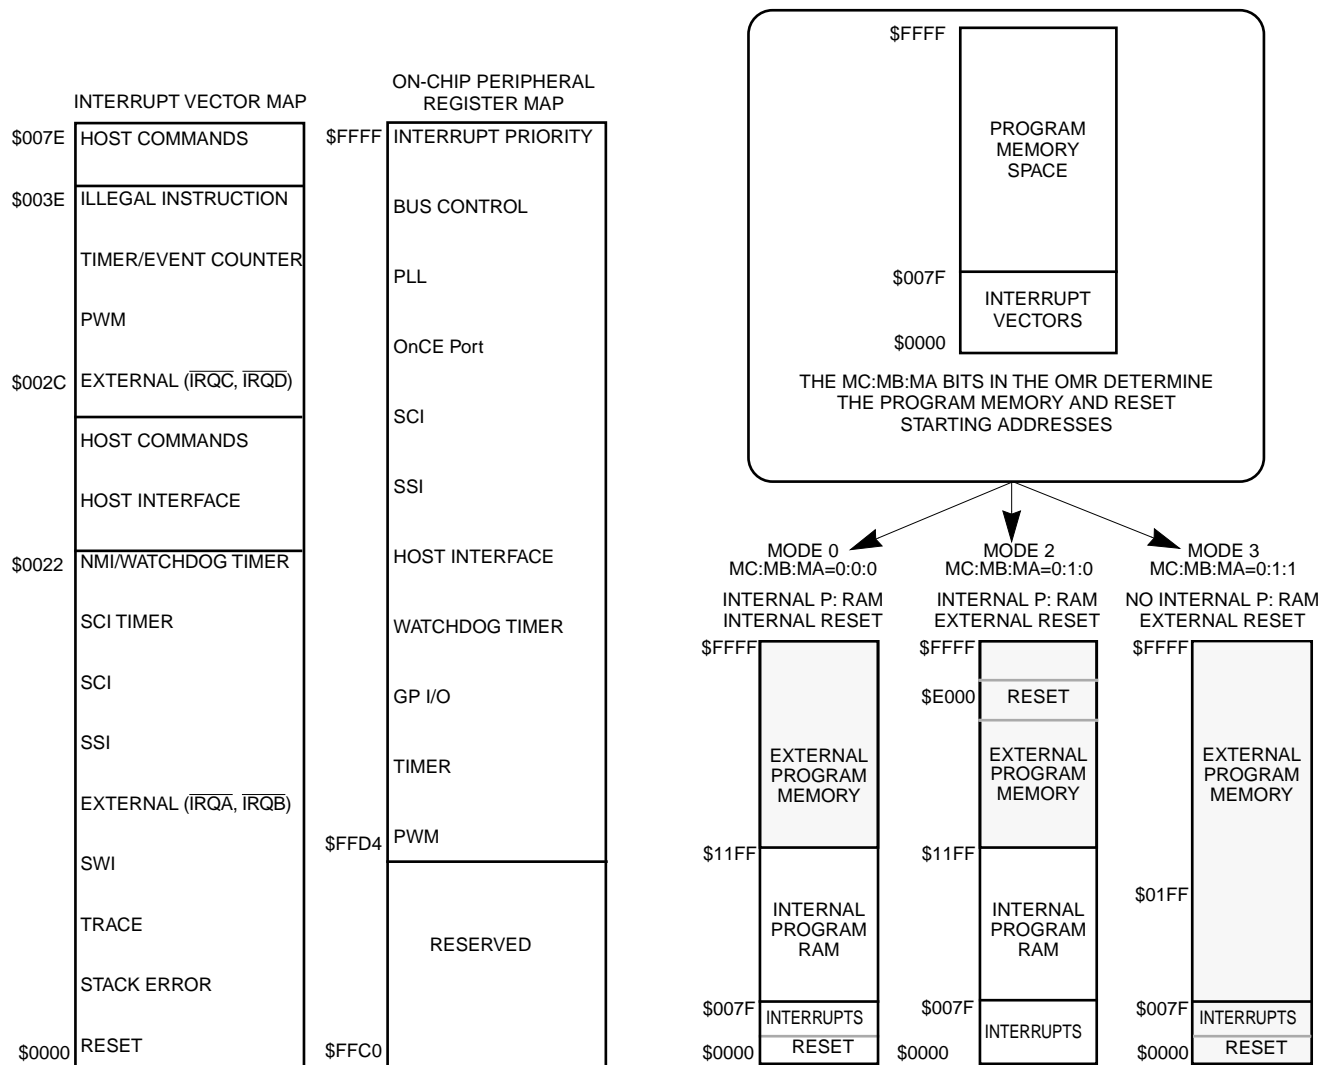 INTERRUPT VECTOR MAP
$007E HOST COMMANDS
$003E ILLEGAL INSTRUCTION
TIMER/EVENT COUNTER
PWM
$002C EXTERNAL (IRQC, IRQD)
HOST COMMANDS
HOST INTERFACE
$0022 NMI/WATCHDOG TIMER
SCI TIMER
SCI
SSI
EXTERNAL (IRQA, IRQB)
SWI
TRACE
STACK ERROR
$0000 RESET
ON-CHIP PERIPHERAL
REGISTER MAP
$FFFF INTERRUPT PRIORITY
BUS CONTROL
PLL
OnCE Port
SCI
SSI
HOST INTERFACE
WATCHDOG TIMER
GP I/O
TIMER
$FFD4 PWM
RESERVED
$FFC0
$FFFF
PROGRAM
MEMORY
SPACE
$007F
INTERRUPT
VECTORS
$0000
THE MC:MB:MA BITS IN THE OMR DETERMINE
THE PROGRAM MEMORY AND RESET
STARTING ADDRESSES
MODE 0
MC:MB:MA=0:0:0
INTERNAL P: RAM
INTERNAL RESET
$FFFF
EXTERNAL
PROGRAM
MEMORY
$11FF
INTERNAL
PROGRAM
RAM
$007F
INTERRUPTS
$0000 RESET
MODE 2
MC:MB:MA=0:1:0
INTERNAL P: RAM
EXTERNAL RESET
$FFFF
$E000 RESET
EXTERNAL
PROGRAM
MEMORY
$11FF
INTERNAL
PROGRAM
RAM
$007F
INTERRUPTS
$0000
MODE 3
MC:MB:MA=0:1:1
NO INTERNAL P: RAM
EXTERNAL RESET
$FFFF
EXTERNAL
PROGRAM
MEMORY
$01FF
$007F
INTERRUPTS
$0000 RESET